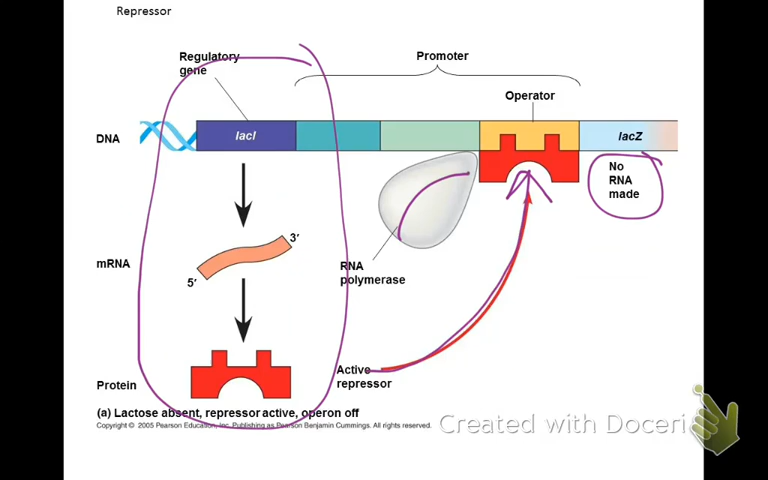 Repressor
Regulatory
gene
Promoter
Operator
DNA
lacI
lacZ
No
RNA
made
3′
mRNA
5′
RNA
polymerase
Active
repressor
Protein
(a) Lactose absent, repressor active, operon off
Copyright © 2005 Pearson Education, Inc. Publishing as Pearson Benjamin Cummings. All rights reserved.
Created with Doceri